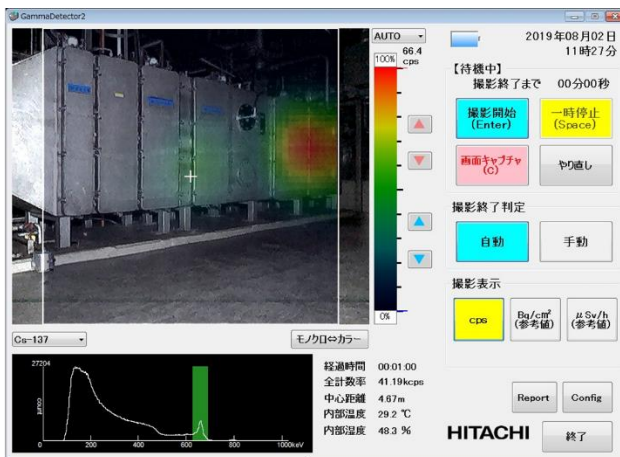 GammaDetector2
AUTO
100%
66.4
cps
0%
2019年08月02日
11時27分
【待機中】
撮影終了まで 00分00秒
撮影開始
(Enter)
一時停止
(Space)
画面キャプチャ
(C)
やり直し
撮影終了判定
自動
手動
撮影表示
cps
Bq/cm²
(参考値)
μSv/h
(参考値)
Cs-137
モノクロ⇔カラー
27204
count
0
200
400
600
800
1000keV
経過時間 00:01:00
全計数率 41.19kcps
中心距離 4.67m
内部温度 29.2 ℃
内部湿度 48.3 %
Report
Config
HITACHI
終了